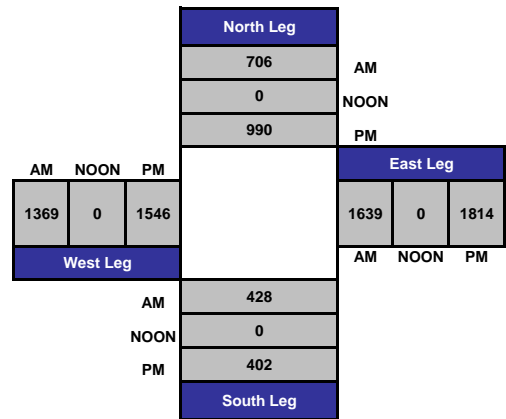 North Leg
706
AM
0
NOON
990
PM
East Leg
AM NOON PM
1369 0 1546
1639 0 1814
West Leg
AM NOON PM
AM
428
NOON
0
PM
402
South Leg